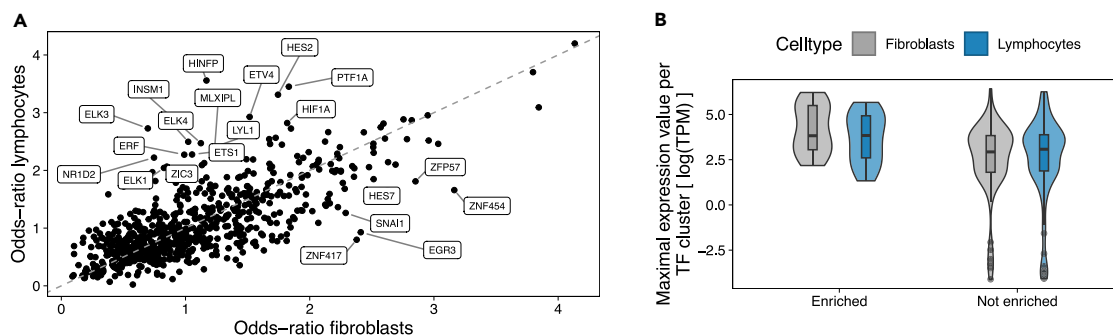 A
Odds-ratio lymphocytes
4
3
2
1
0
0
1
2
3
4
Odds-ratio fibroblasts
HES2
HINFP
ETV4
PTF1A
INSM1
MLXIPL
ELK3
ELK4
HIF1A
LYL1
ERF
ETS1
NR1D2
ELK1
ZIC3
ZFP57
HES7
ZNF454
SNAI1
EGR3
ZNF417
B
Celltype
Fibroblasts
Lymphocytes
Maximal expression value per
TF cluster [ log(TPM) ]
5.0
2.5
0.0
−2.5
Enriched
Not enriched